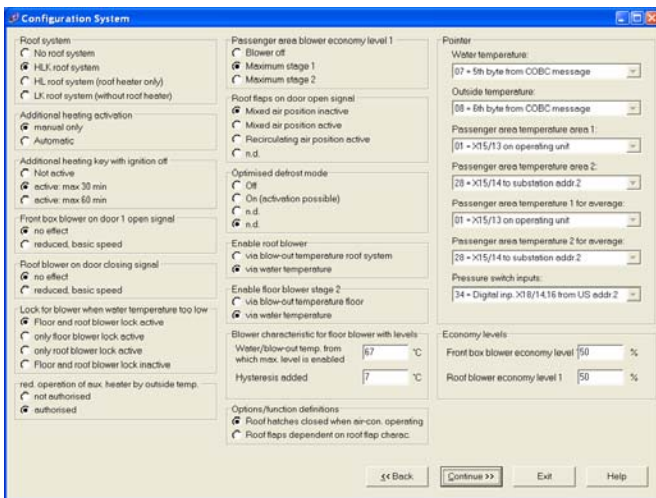 Configuration System
Roof system
No roof system
HLK roof system
HL roof system (roof heater only)
LK roof system (without roof heater)
Additional heating activation
manual only
Automatic
Additional heating key with ignition off
Not active
active: max 30 min
active: max 60 min
Front box blower on door 1 open signal
no effect
reduced, basic speed
Roof blower on door closing signal
no effect
reduced, basic speed
Lock for blower when water temperature too low
Floor and roof blower lock active
only floor blower lock active
only roof blower lock active
Floor and roof blower lock inactive
red. operation of aux. heater by outside temp.
not authorised
authorised
Passenger area blower economy level 1
Blower off
Maximum stage 1
Maximum stage 2
Roof flaps on door open signal
Mixed air position inactive
Mixed air position active
Recirculating air position active
n.d.
Optimised defrost mode
Off
On (activation possible)
n.d.
n.d.
Enable roof blower
via blow-out temperature roof system
via water temperature
Enable floor blower stage 2
via blow-out temperature floor
via water temperature
Blower characteristic for floor blower with levels
Water/blow-out temp. from
which max. level is enabled
67 °C
Hysteresis added 7 °C
Options/function definitions
Roof hatches closed when air-con. operating
Roof flaps dependent on roof flap charac.
Pointer
Water temperature:
07 = 5th byte from COBC message
Outside temperature:
08 = 6th byte from COBC message
Passenger area temperature area 1:
01 = X15/13 on operating unit
Passenger area temperature area 2:
28 = X15/14 to substation addr.2
Passenger area temperature 1 for average:
01 = X15/13 on operating unit
Passenger area temperature 2 for average:
28 = X15/14 to substation addr.2
Pressure switch inputs:
34 = Digital inp. X18/14,16 from US addr.2
Economy levels
Front box blower economy level 50 %
Roof blower economy level 1 50 %
<< Back
Continue >>
Exit
Help